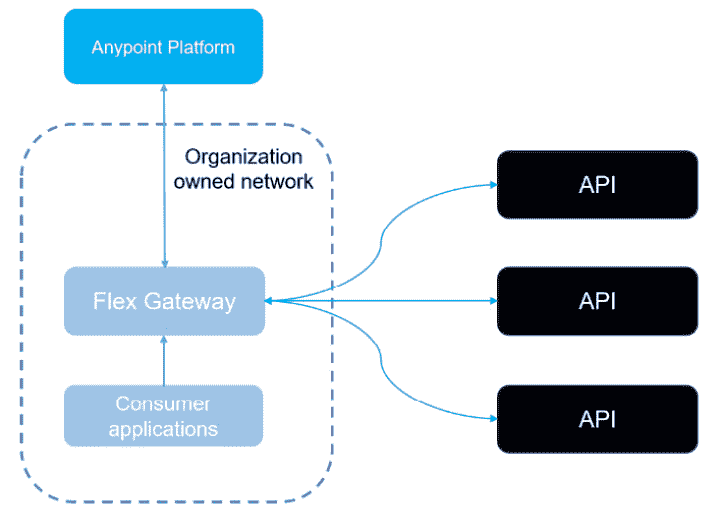 Anypoint Platform
Organization
owned network
API
Flex Gateway
API
Consumer
applications
API